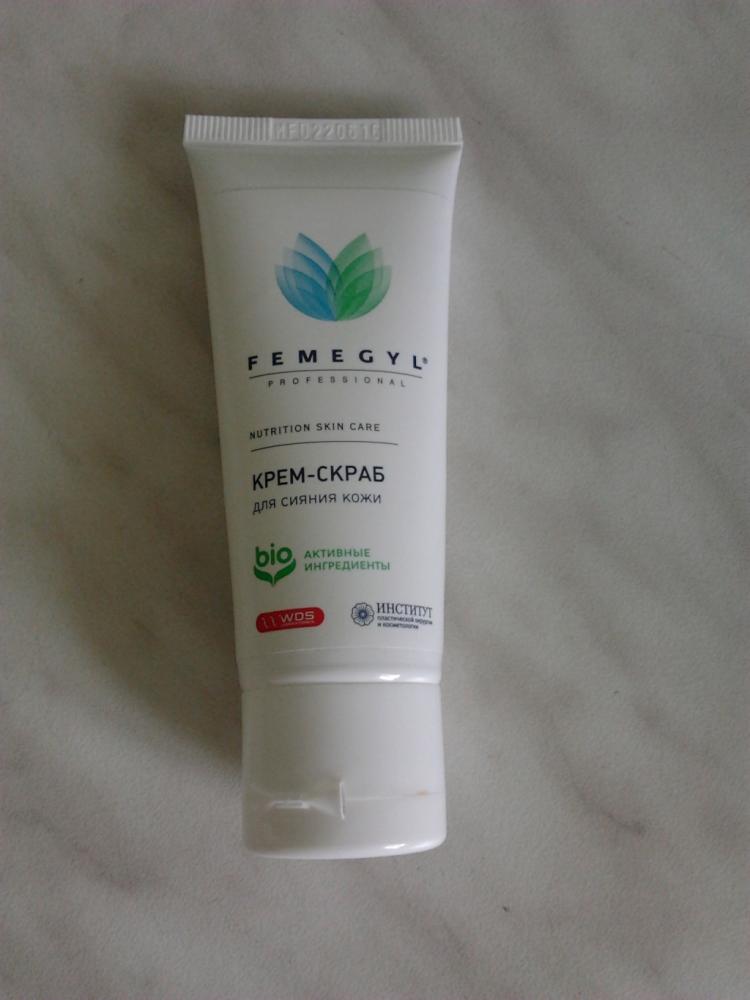 FEMEGYL®
PROFESSIONAL
NUTRITION SKIN CARE
КРЕМ-СКРАБ
ДЛЯ СИЯНИЯ КОЖИ
bio
АКТИВНЫЕ
ИНГРЕДИЕНТЫ
WDS
ИНСТИТУТ
пластической хирургии
и косметологии